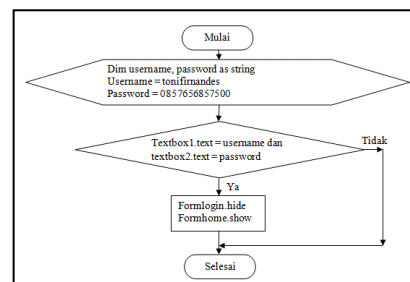 Mulai
Dim username, password as string
Username = tonifirnandes
Password = 0857656857500
Textbox1.text = username dan
textbox2.text = password
Tidak
Ya
Formlogin.hide
Formhome.show
Selesai